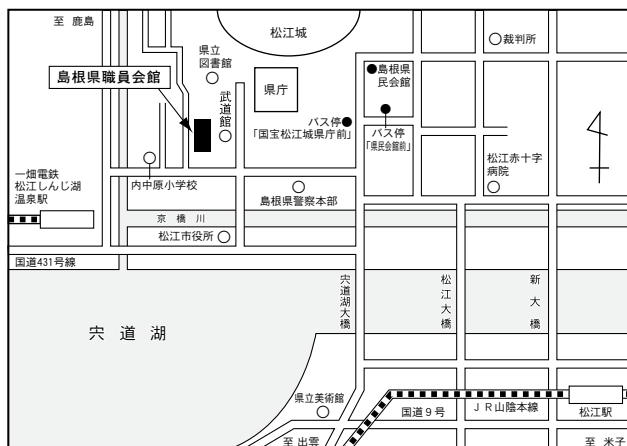 至 鹿島
松江城
裁判所
県立
図書館
島根県
民会館
県庁
島根県職員会館
武道館
バス停
「国宝松江城県庁前」
バス停
「県民会館前」
松江赤十字
病院
一畑電鉄
松江しんじ湖
温泉駅
内中原小学校
島根県警察本部
京橋川
松江市役所
国道431号線
宍道湖大橋
松江大橋
新大橋
宍道湖
県立美術館
国道9号
JR山陰本線
松江駅
至 出雲
至 米子